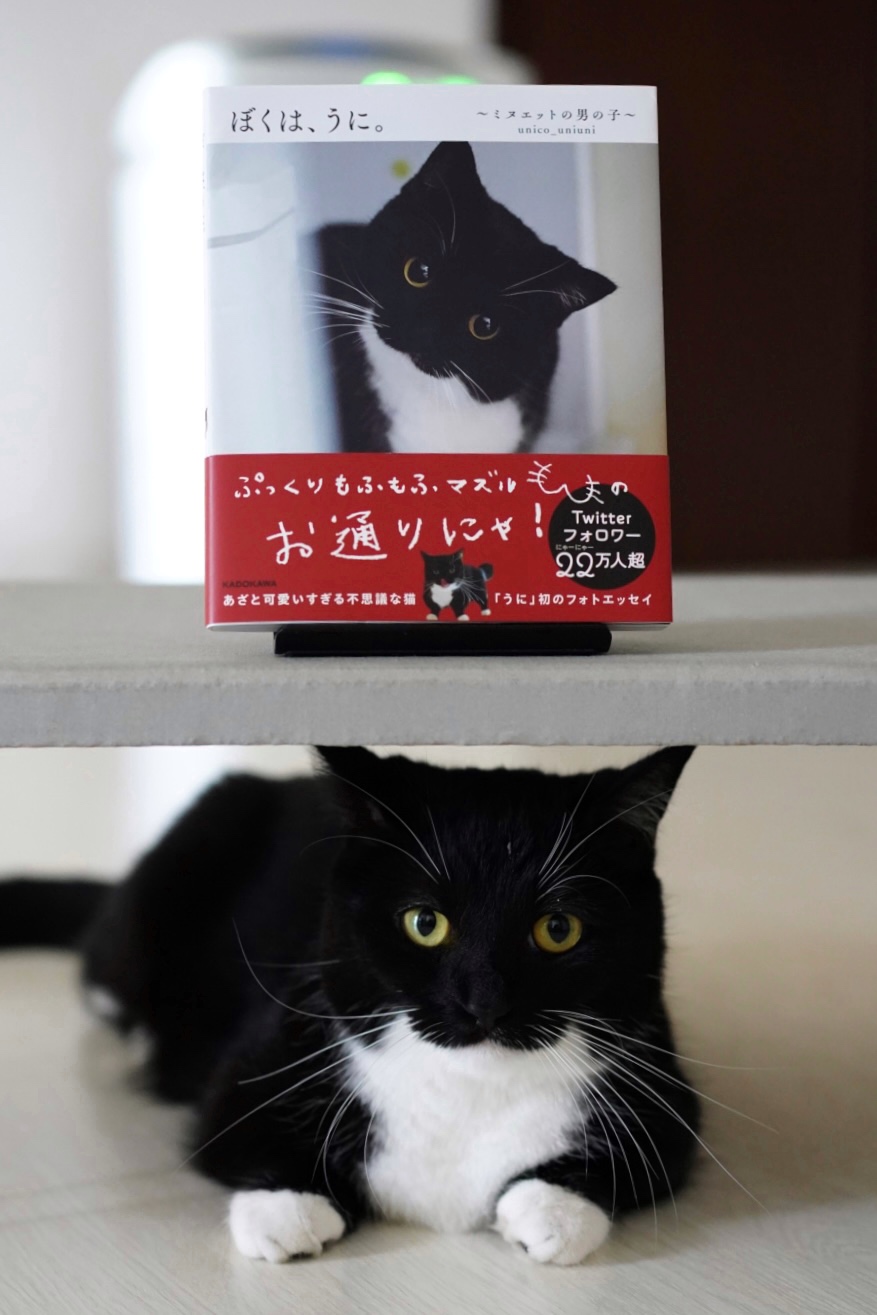 ぼくは、うに。
〜ミヌエットの男の子〜
unico_uniuni
ぷっくりもふもふマズル
の
お通りにゃ!
Twitter
フォロワー
にゃーにゃー
22万人超
KADOKAWA
あざと可愛いすぎる不思議な猫
「うに」初のフォトエッセイ